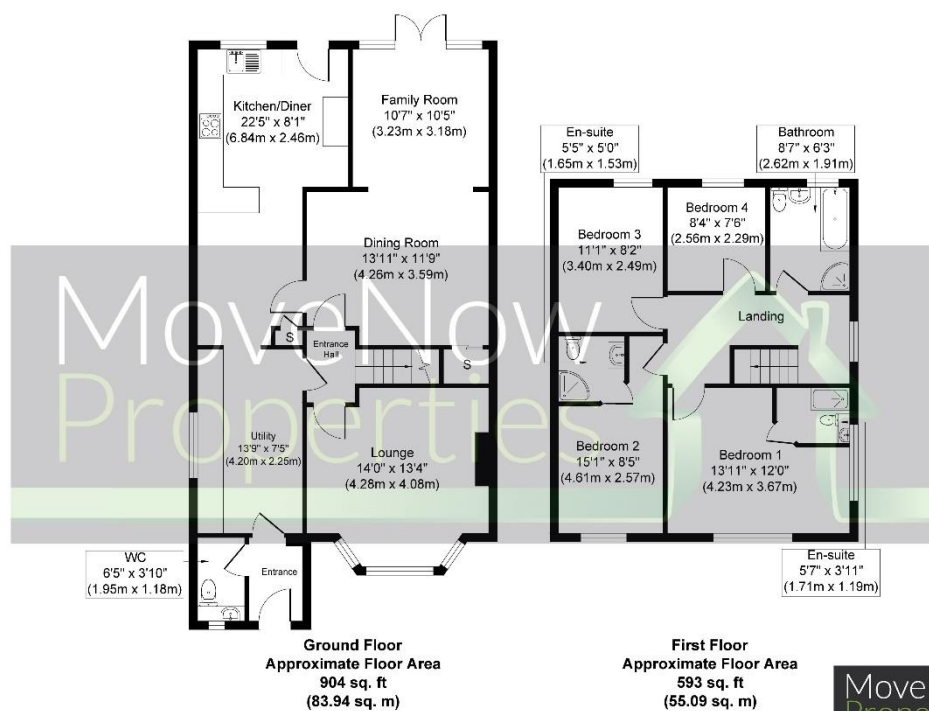 Kitchen/Diner
22'5" x 8'1"
(6.84m x 2.46m)
Family Room
10'7" x 10'5"
(3.23m x 3.18m)
Dining Room
13'11" x 11'9"
(4.26m x 3.59m)
S
Entrance
Hall
S
Utility
13'9" x 7'5"
(4.20m x 2.25m)
Lounge
14'0" x 13'4"
(4.28m x 4.08m)
WC
6'5" x 3'10"
(1.95m x 1.18m)
Entrance
Ground Floor
Approximate Floor Area
904 sq. ft
(83.94 sq. m)
En-suite
5'5" x 5'0"
(1.65m x 1.53m)
Bathroom
8'7" x 6'3"
(2.62m x 1.91m)
Bedroom 3
11'1" x 8'2"
(3.40m x 2.49m)
Bedroom 4
8'4" x 7'6"
(2.56m x 2.29m)
Landing
Bedroom 2
15'1" x 8'5"
(4.61m x 2.57m)
Bedroom 1
13'11" x 12'0"
(4.23m x 3.67m)
En-suite
5'7" x 3'11"
(1.71m x 1.19m)
First Floor
Approximate Floor Area
593 sq. ft
(55.09 sq. m)
MoveNow
Properties
Move